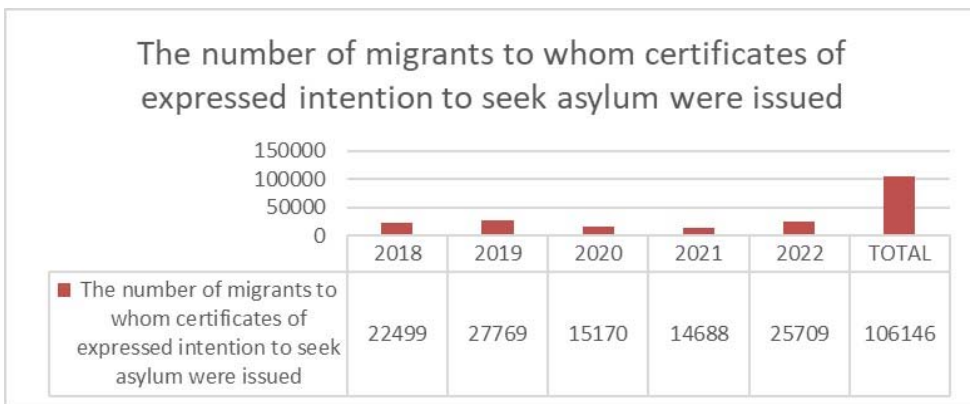 The number of migrants to whom certificates of
expressed intention to seek asylum were issued
150000
100000
50000
0
2018 2019 2020 2021 2022 TOTAL
The number of migrants to
whom certificates of
expressed intention to seek
asylum were issued
22499 27769 15170 14688 25709 106146